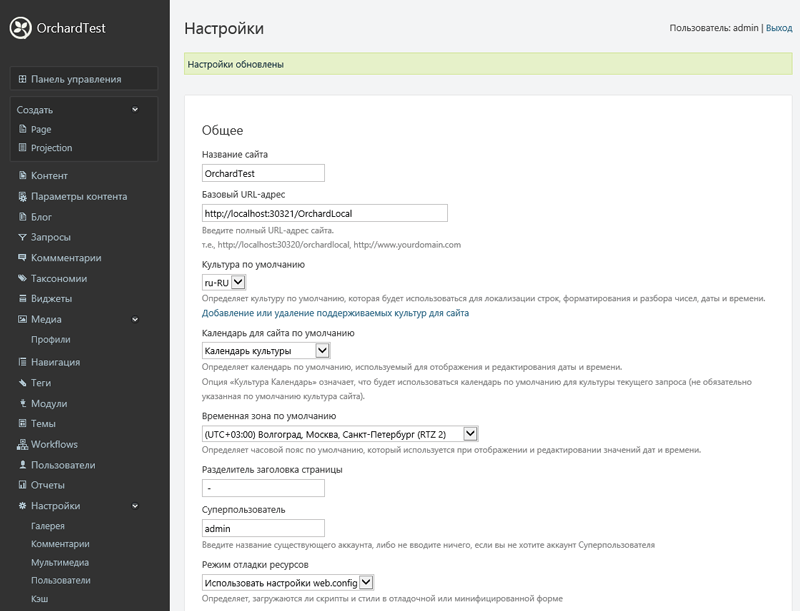 OrchardTest
Панель управления
Создать
Page
Projection
Контент
Параметры контента
Блог
Запросы
Коммментарии
Таксономии
Виджеты
Медиа
Профили
Навигация
Теги
Модули
Темы
Workflows
Пользователи
Отчеты
Настройки
Галерея
Комментарии
Мультимедиа
Пользователи
Кэш
Настройки
Пользователь: admin | Выход
Настройки обновлены
Общее
Название сайта
OrchardTest
Базовый URL-адрес
http://localhost:30321/OrchardLocal
Введите полный URL-адрес сайта.
т.е., http://localhost:30320/orchardlocal, http://www.yourdomain.com
Культура по умолчанию
ru-RU
Определяет культуру по умолчанию, которая будет использоваться для локализации строк, форматирования и разбора чисел, даты и времени.
Добавление или удаление поддерживаемых культур для сайта
Календарь для сайта по умолчанию
Календарь культуры
Определяет календарь по умолчанию, используемый для отображения и редактирования даты и времени.
Опция «Культура Календарь» означает, что будет использоваться календарь по умолчанию для культуры текущего запроса (не обязательно
указанная по умолчанию культура сайта).
Временная зона по умолчанию
(UTC+03:00) Волгоград, Москва, Санкт-Петербург (RTZ 2)
Определяет часовой пояс по умолчанию, который используется при отображении и редактировании значений дат и времени.
Разделитель заголовка страницы
-
Суперпользователь
admin
Введите название существующего аккаунта, либо не вводите ничего, если вы не хотите аккаунт Суперпользователя
Режим отладки ресурсов
Использовать настройки web.config
Определяет, загружаются ли скрипты и стили в отладочной или минифицированной форме